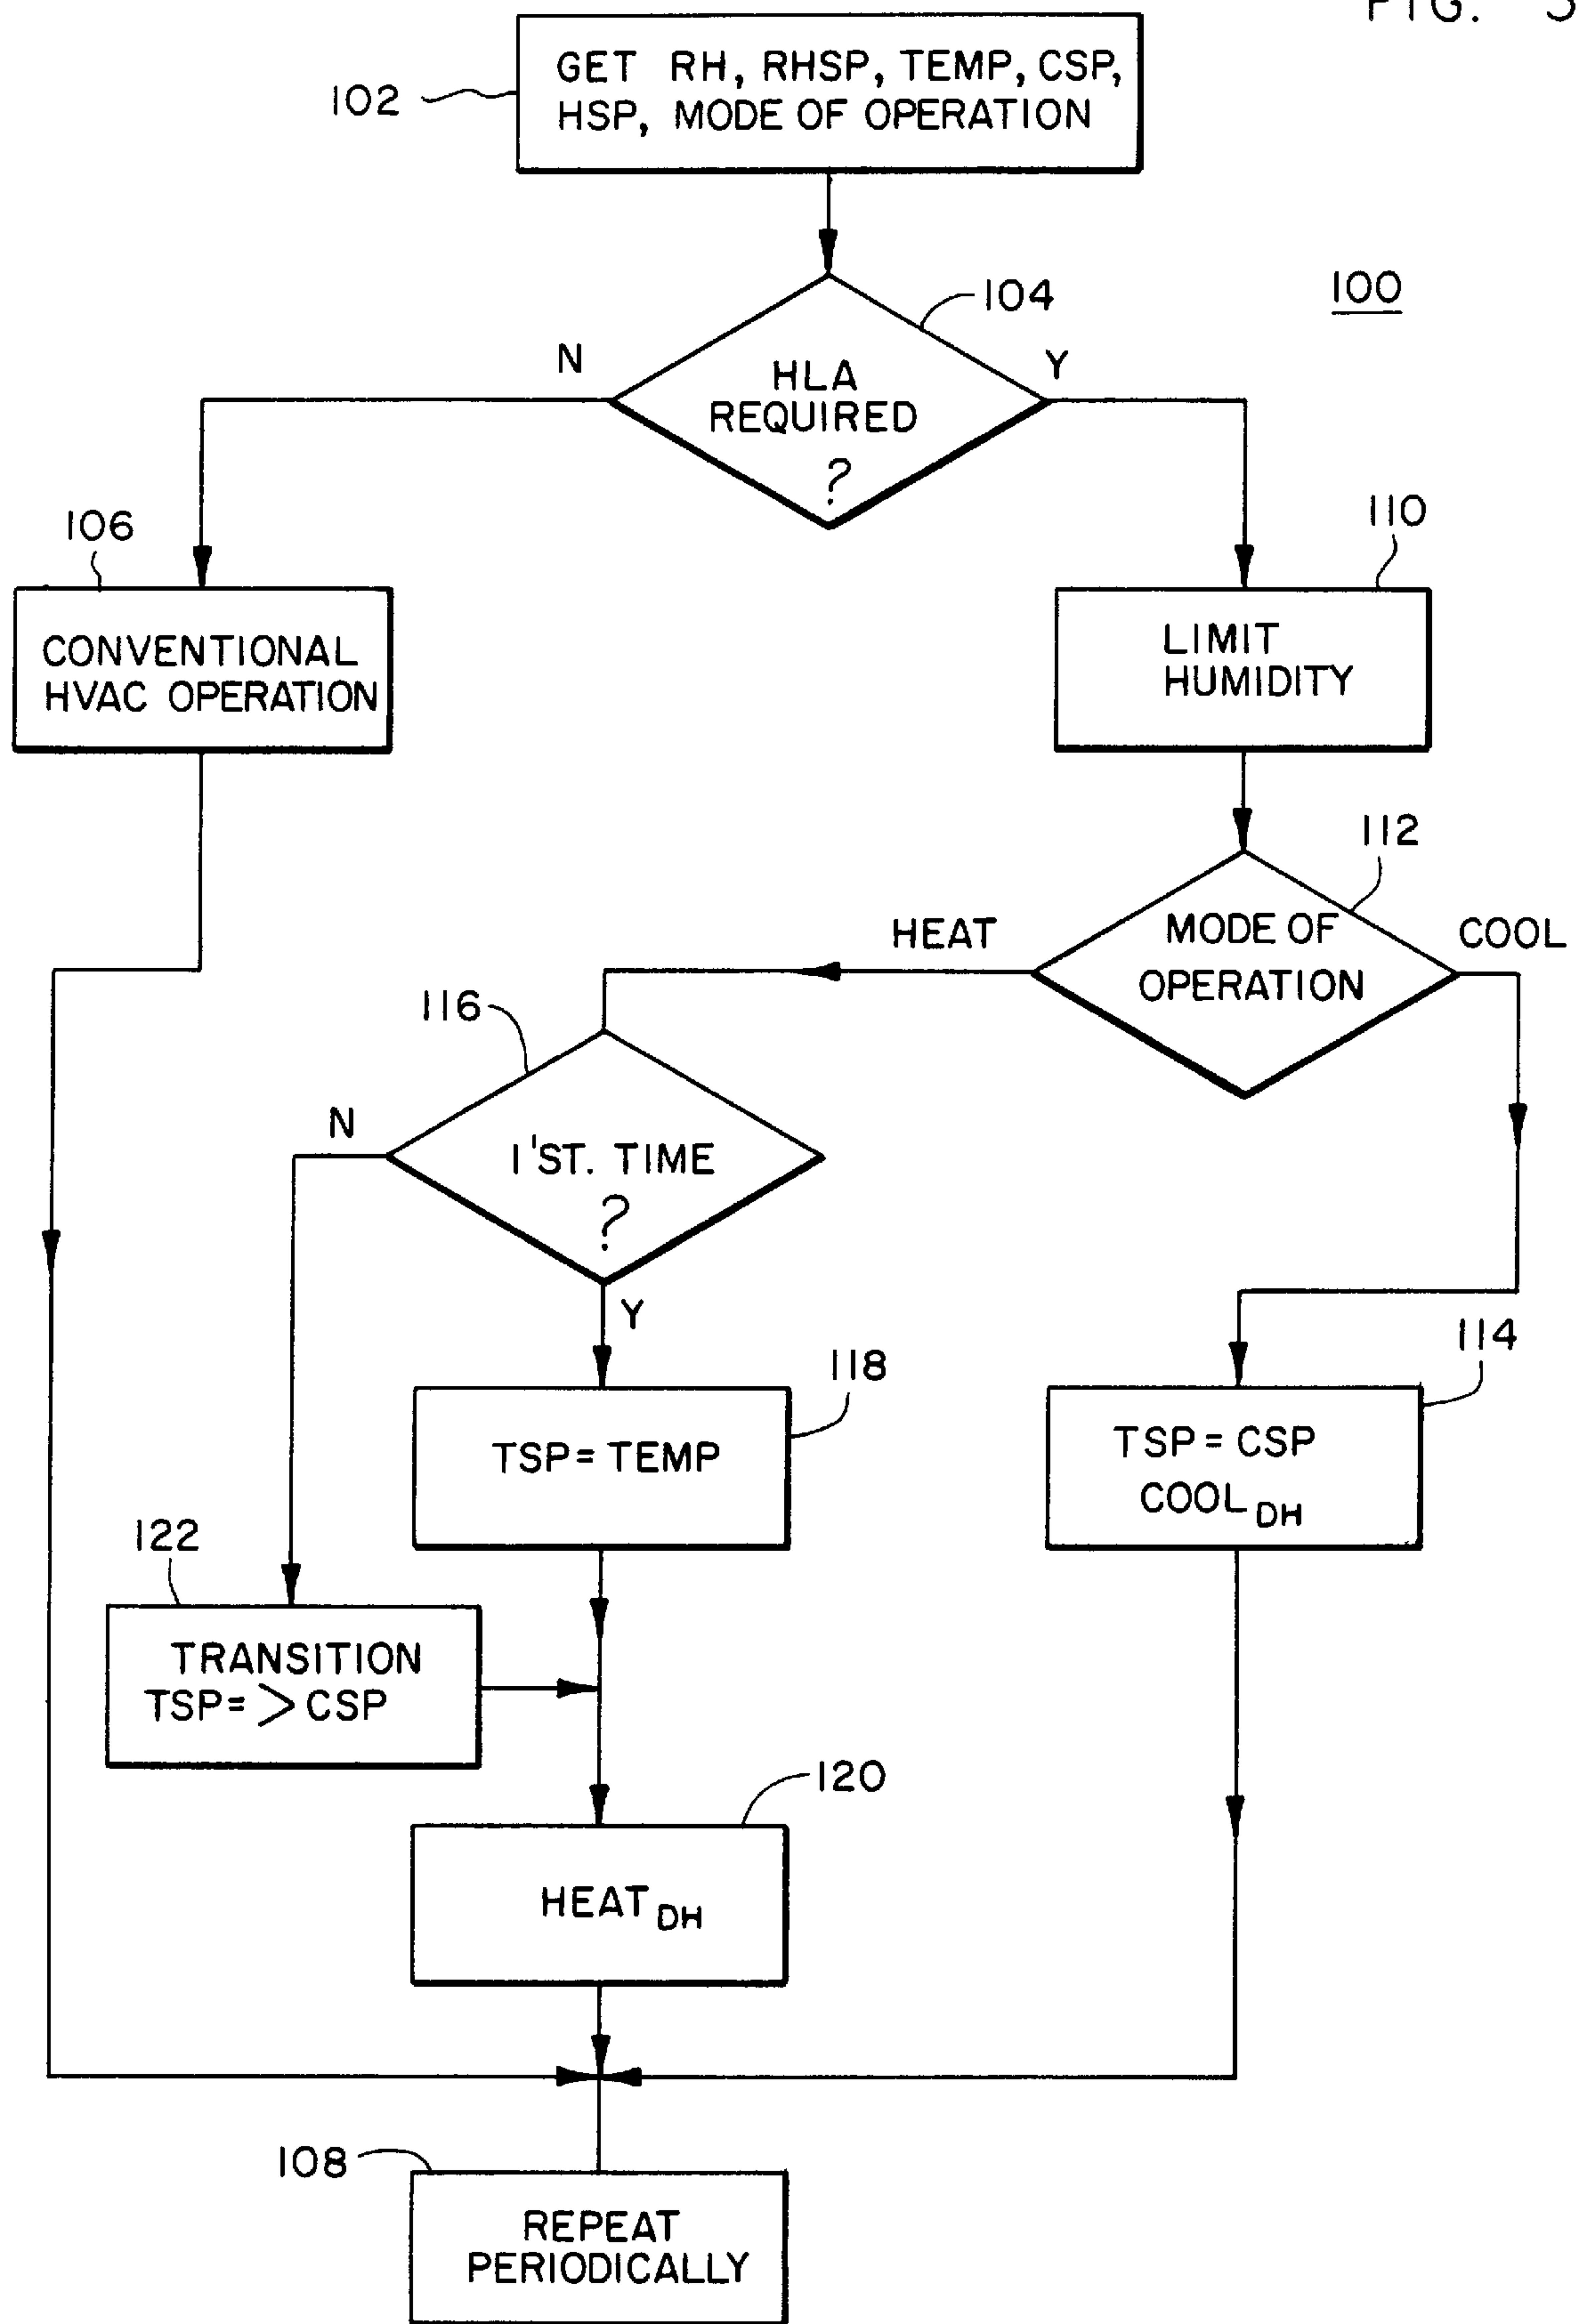 FIG. 3
GET RH, RHSP, TEMP, CSP,
HSP, MODE OF OPERATION
102
104
100
N
Y
HLA
REQUIRED
?
106
110
CONVENTIONAL
HVAC OPERATION
LIMIT
HUMIDITY
112
HEAT
MODE OF
OPERATION
COOL
116
N
1'ST. TIME
?
Y
118
114
TSP = TEMP
TSP = CSP
COOL DH
122
TRANSITION
TSP = > CSP
120
HEAT DH
108
REPEAT
PERIODICALLY